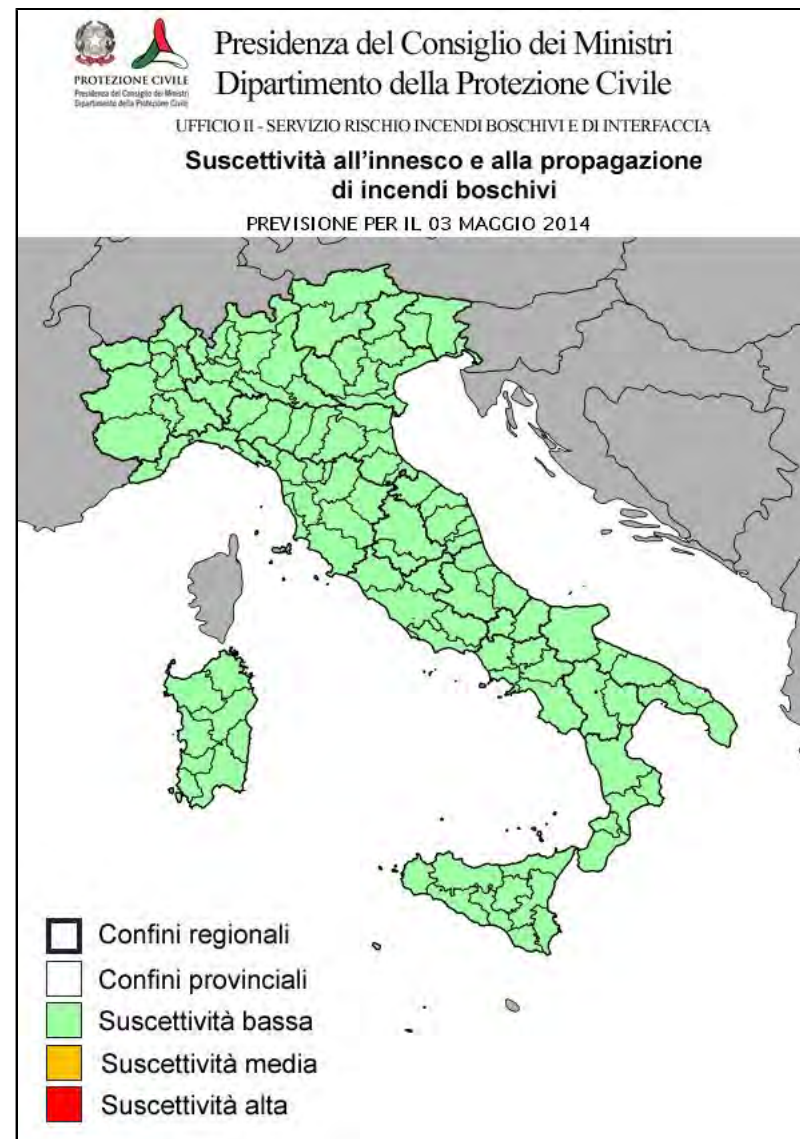 Presidenza del Consiglio dei Ministri
Dipartimento della Protezione Civile
PROTEZIONE CIVILE
Presidenza del Consiglio dei Ministri
Dipartimento della Protezione Civile
UFFICIO II - SERVIZIO RISCHIO INCENDI BOSCHIVI E DI INTERFACCIA
Suscettività all'innesco e alla propagazione
di incendi boschivi
PREVISIONE PER IL 03 MAGGIO 2014
Confini regionali
Confini provinciali
Suscettività bassa
Suscettività media
Suscettività alta